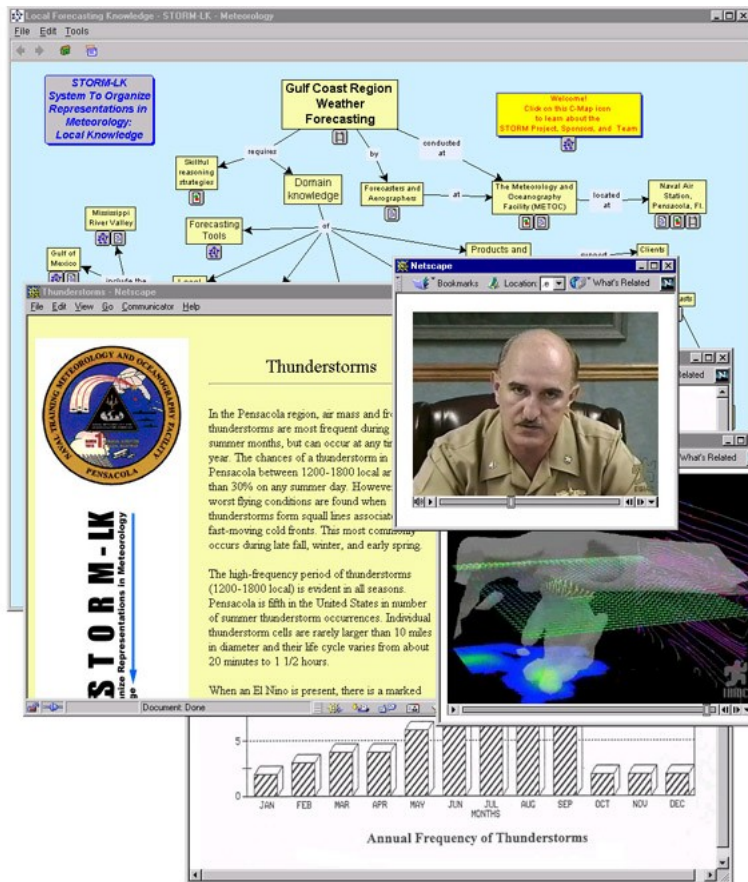 Local Forecasting Knowledge - STORM-LK - Meteorology
File Edit Tools
STORM-LK
System To Organize
Representations in
Meteorology:
Local Knowledge
Gulf Coast Region
Weather
Forecasting
Welcome!
Click on this C-Map icon
to learn about the
STORM Project, Sponsors, and Team
requires
by
conducted
at
Skillful
reasoning
strategies
Domain
knowledge
Forecasters and
Aerographers
at
The Meteorology and
Oceanography
Facility (METOC)
located
at
Naval Air
Station,
Pensacola, Fl.
Mississippi
River Valley
Forecasting
Tools
of
Products and
Clients
Gulf of
Mexico
include the
Local
support
Netscape
Bookmarks Location: .e What's Related
Thunderstorms - Netscape
File Edit View Go Communicator Help
NAVAL TRAINING METEOROLOGY AND OCEANOGRAPHY FACILITY
PENSACOLA
STORM-LK
Organize Representations in Meteorology
Thunderstorms
In the Pensacola region, air mass and
thunderstorms are most frequent during
summer months, but can occur at any
year. The chances of a thunderstorm in
Pensacola between 1200-1800 local
than 30% on any summer day. However
worst flying conditions are found when
thunderstorms form squall lines
fast-moving cold fronts. This most commonly
occurs during late fall, winter, and early spring.
The high-frequency period of thunderstorms
(1200-1800 local) is evident in all seasons.
Pensacola is fifth in the United States in number
of summer thunderstorm occurrences. Individual
thunderstorm cells are rarely larger than 10 miles
in diameter and their life cycle varies from about
20 minutes to 1 1/2 hours.
When an El Nino is present, there is a marked
Document: Done
Related
What's Related
IHMC
5
0
JAN FEB MAR APR MAY JUN JUL AUG SEP OCT NOV DEC
MONTHS
Annual Frequency of Thunderstorms